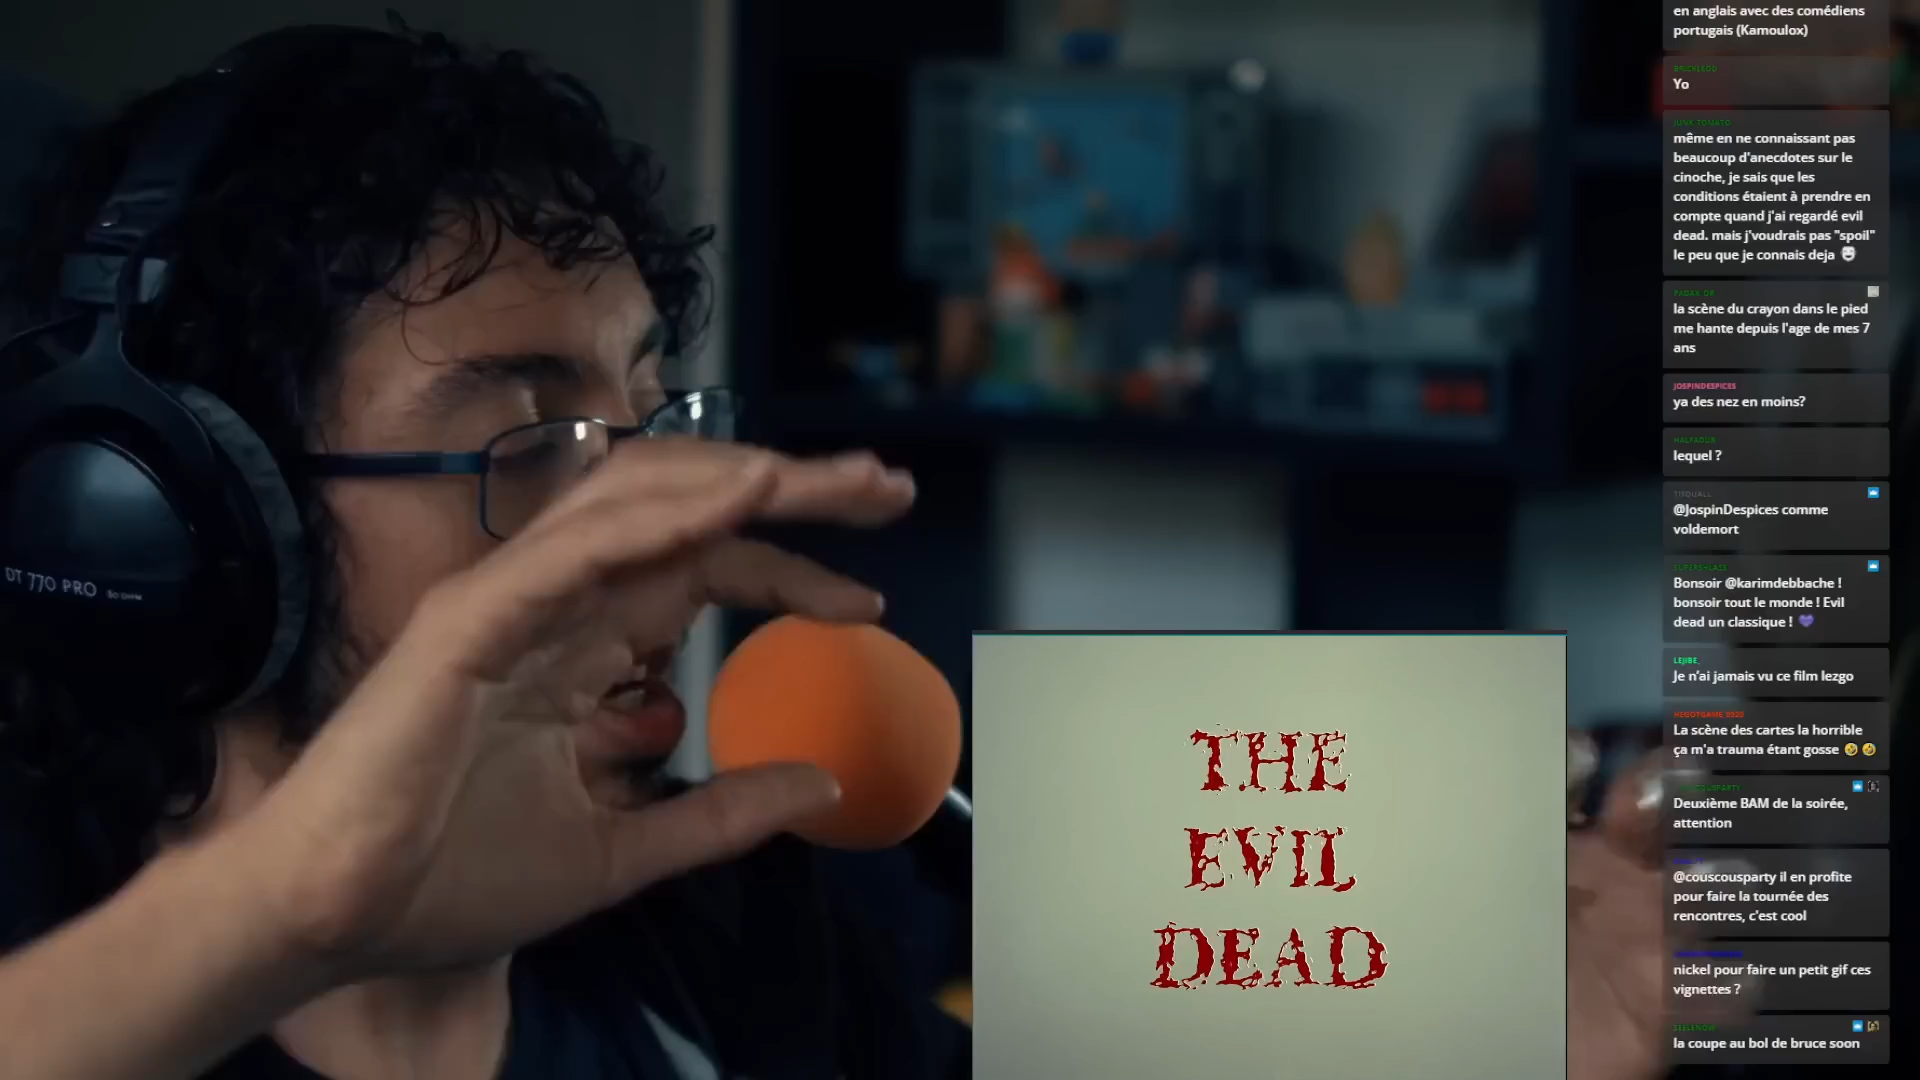 en anglais avec des comédiens
portugais (Kamoulox)
Yo
JUNK_TOMATO
même en ne connaissant pas
beaucoup d'anecdotes sur le
cinoche, je sais que les
conditions étaient à prendre en
compte quand j'ai regardé evil
dead. mais j'voudrais pas "spoil"
le peu que je connais deja
la scène du crayon dans le pied
me hante depuis l'age de mes 7
ans
JOSPINDESPICES
ya des nez en moins?
HALFAOUR
lequel ?
@JospinDespices comme
voldemort
Bonsoir @karimdebbache !
bonsoir tout le monde ! Evil
dead un classique !
LEJIBE_
Je n'ai jamais vu ce film lezgo
La scène des cartes la horrible
ça m'a trauma étant gosse
Deuxième BAM de la soirée,
attention
@couscousparty il en profite
pour faire la tournée des
rencontres, c'est cool
nickel pour faire un petit gif ces
vignettes ?
la coupe au bol de bruce soon
DT 770 PRO 80 OHM
THE
EVIL
DEAD